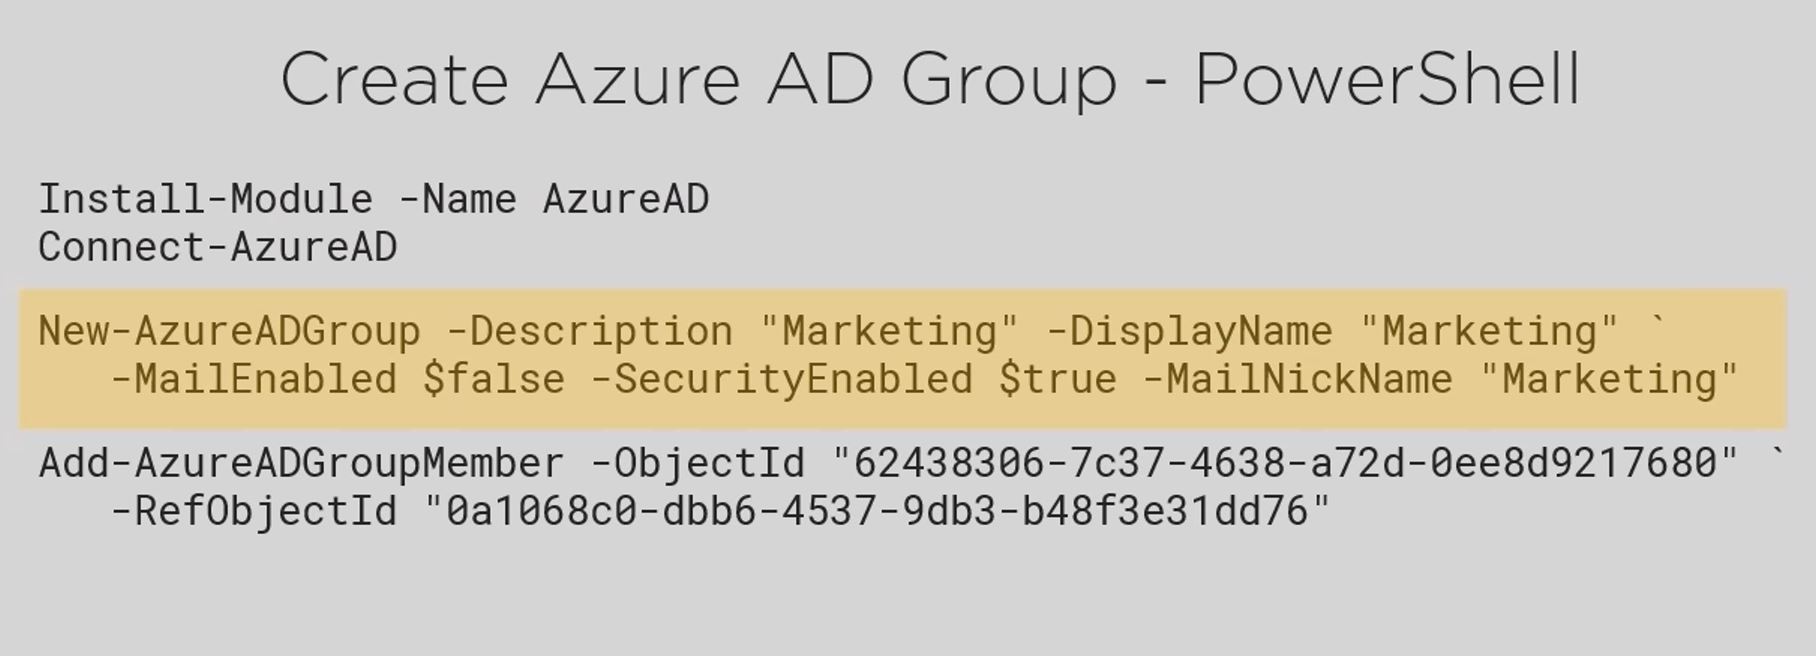 Create Azure AD Group - PowerShell
Install-Module -Name AzureAD
Connect-AzureAD
New-AzureADGroup -Description "Marketing" -DisplayName "Marketing" `
-MailEnabled $false -SecurityEnabled $true -MailNickName "Marketing"
Add-AzureADGroupMember -ObjectId "62438306-7c37-4638-a72d-0ee8d9217680" `
-RefObjectId "0a1068c0-dbb6-4537-9db3-b48f3e31dd76"